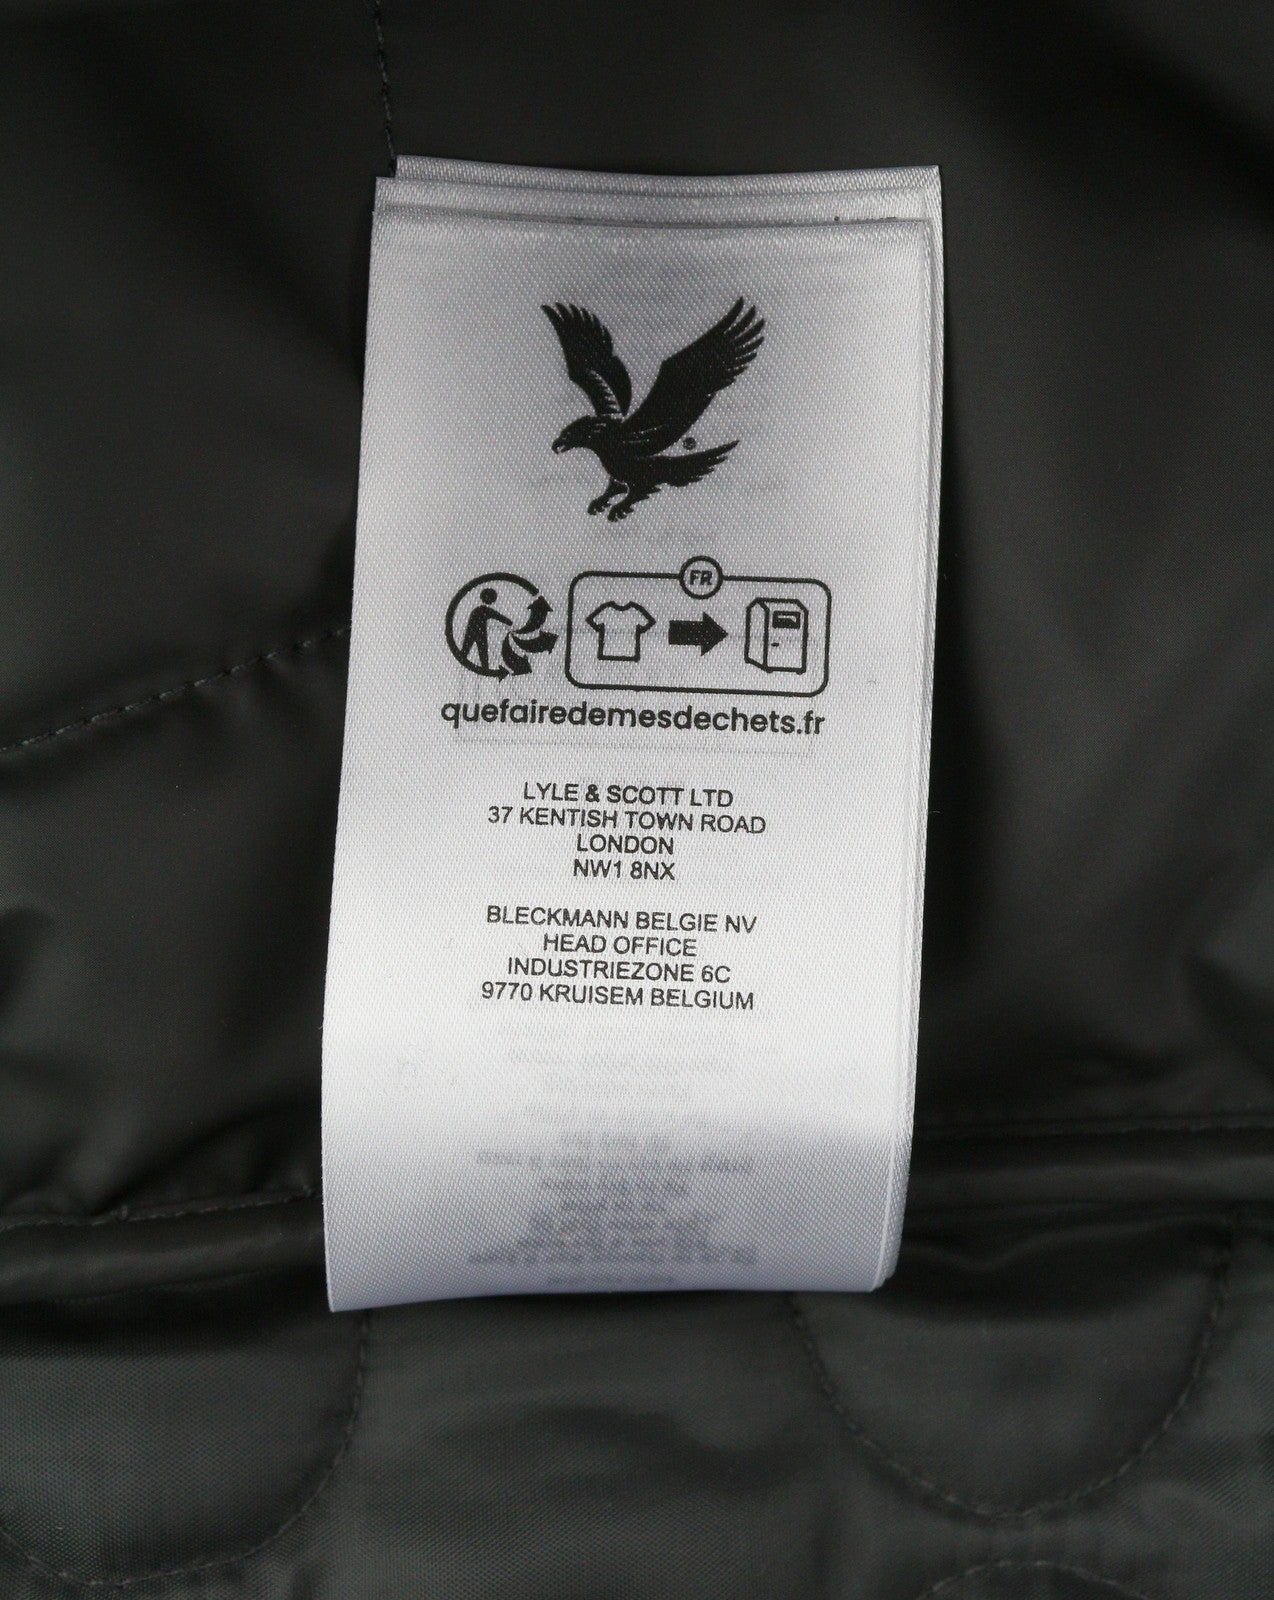 ®
FR
quefairedemesdechets.fr
LYLE & SCOTT LTD
37 KENTISH TOWN ROAD
LONDON
NW1 8NX
BLECKMANN BELGIE NV
HEAD OFFICE
INDUSTRIEZONE 6C
9770 KRUISEM BELGIUM